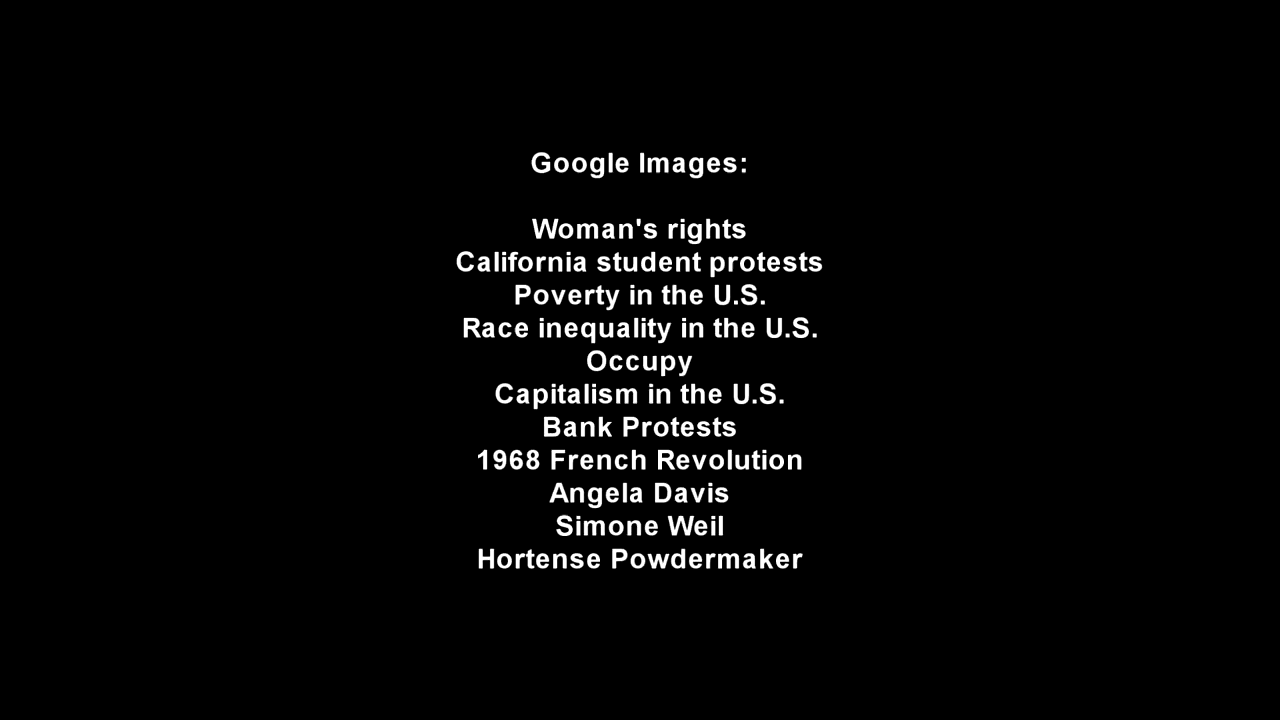 Google Images:
Woman's rights
California student protests
Poverty in the U.S.
Race inequality in the U.S.
Occupy
Capitalism in the U.S.
Bank Protests
1968 French Revolution
Angela Davis
Simone Weil
Hortense Powdermaker